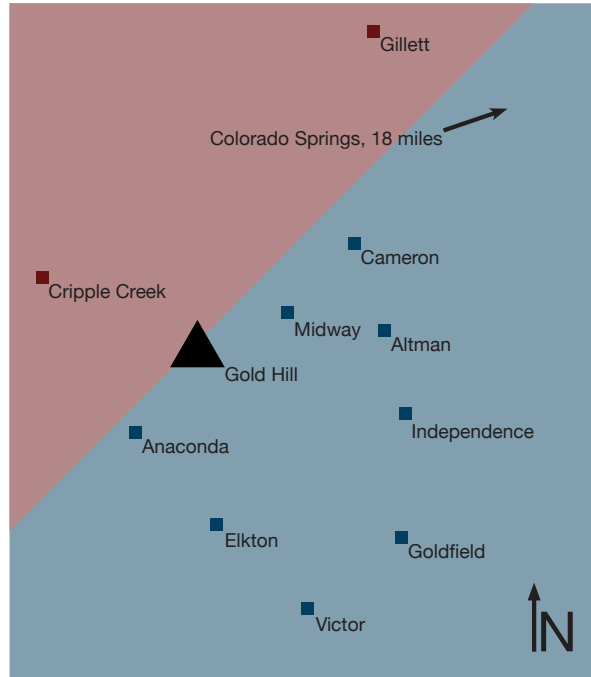 Gillett
Colorado Springs, 18 miles
Cameron
Cripple Creek
Midway
Altman
Gold Hill
Independence
Anaconda
Elkton
Goldfield
Victor
N